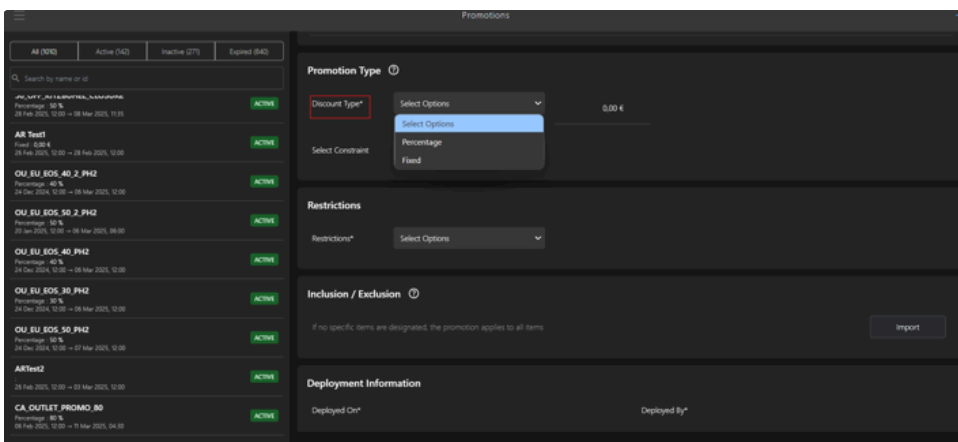 Promotions
All (1010)
Active (142)
Inactive (271)
Expired (840)
Search by name or id
Percentage : 50 %
28 Feb 2025, 12:00 → 08 Mar 2025, 11:35
ACTIVE
AR Test1
Fixed : 0,00 €
26 Feb 2025, 12:00 → 28 Feb 2025, 12:00
ACTIVE
OU_EU_EOS_40_2_PH2
Percentage : 40 %
24 Dec 2024, 12:00 → 06 Mar 2025, 12:00
ACTIVE
OU_EU_EOS_50_2_PH2
Percentage : 50 %
20 Jan 2025, 12:00 → 06 Mar 2025, 06:00
ACTIVE
OU_EU_EOS_40_PH2
Percentage : 40 %
24 Dec 2024, 12:00 → 06 Mar 2025, 12:00
ACTIVE
OU_EU_EOS_30_PH2
Percentage : 30 %
24 Dec 2024, 12:00 → 06 Mar 2025, 12:00
ACTIVE
OU_EU_EOS_50_PH2
Percentage : 50 %
24 Dec 2024, 12:00 → 07 Mar 2025, 12:00
ACTIVE
ARTest2
26 Feb 2025, 12:00 → 03 Mar 2025, 12:00
ACTIVE
CA_OUTLET_PROMO_80
Percentage : 80 %
06 Feb 2025, 12:00 → 11 Mar 2025, 04:30
ACTIVE
Promotion Type
Discount Type*
Select Options
0,00 €
Select Options
Percentage
Fixed
Select Constraint
Restrictions
Restrictions*
Select Options
Inclusion / Exclusion
If no specific items are designated, the promotion applies to all items
Import
Deployment Information
Deployed On*
Deployed By*